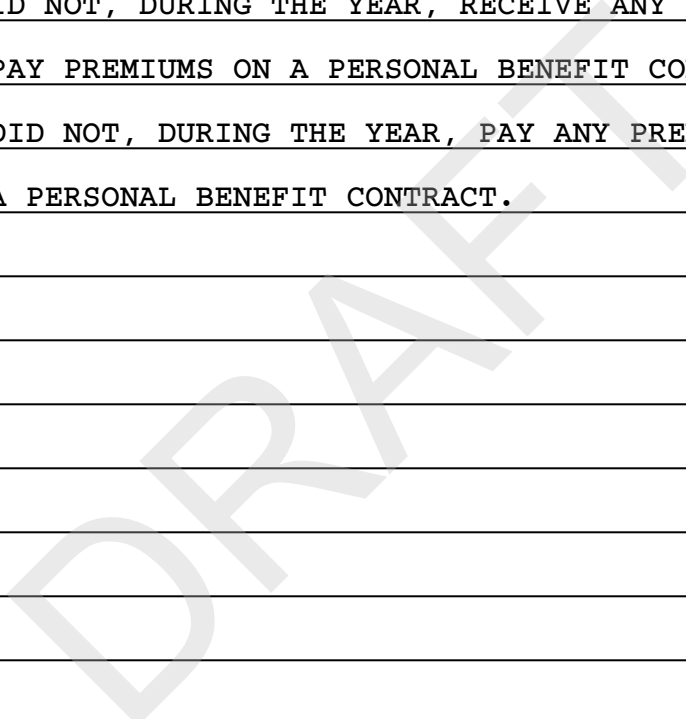 DID NOT, DURING THE YEAR, RECEIVE ANY
PAY PREMIUMS ON A PERSONAL BENEFIT CO
DID NOT, DURING THE YEAR, PAY ANY PRE
A PERSONAL BENEFIT CONTRACT.
DRAFT